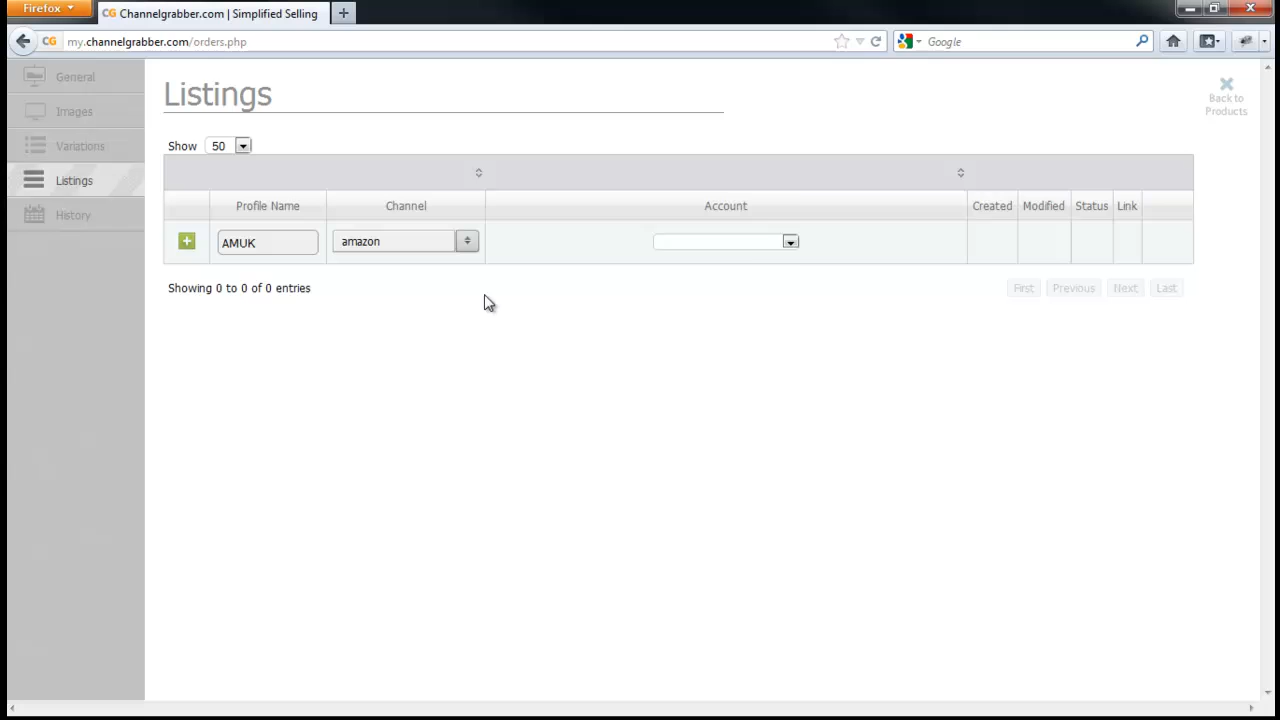 Firefox
CG Channelgrabber.com | Simplified Selling
CG my.channelgrabber.com/orders.php
Google
General
Images
Variations
Listings
History
Listings
Back to
Products
Show 50
Profile Name Channel Account Created Modified Status Link
AMUK amazon
Showing 0 to 0 of 0 entries
First Previous Next Last